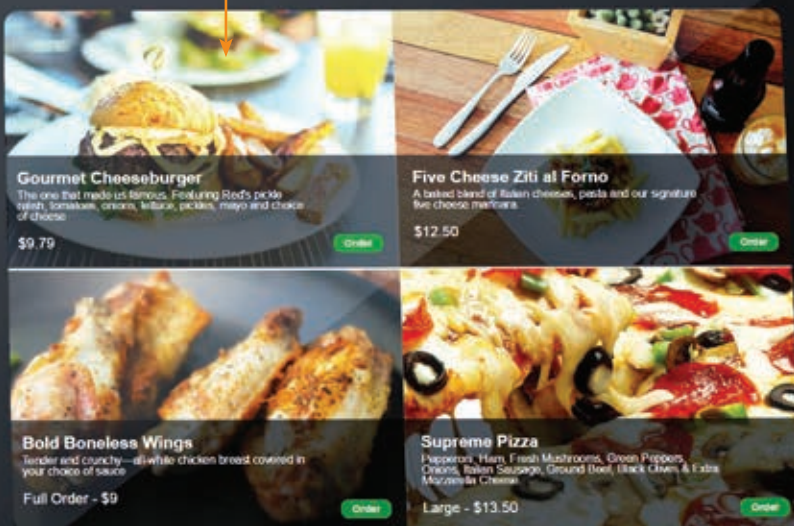 Gourmet Cheeseburger
The one that made us famous. Featuring Red's pickle
relish, tomatoes, onions, lettuce, pickles, mayo and choice
of cheese
$9.79
Order
Five Cheese Ziti al Forno
A baked blend of Italian cheeses, pasta and our signature
five cheese marinara
$12.50
Order
Bold Boneless Wings
Tender and crunchy—all-white chicken breast covered in
your choice of sauce
Full Order - $9
Order
Supreme Pizza
Pepperoni, Ham, Fresh Mushrooms, Green Peppers,
Onions, Italian Sausage, Ground Beef, Black Olives & Extra
Mozzarella Cheese
Large - $13.50
Order